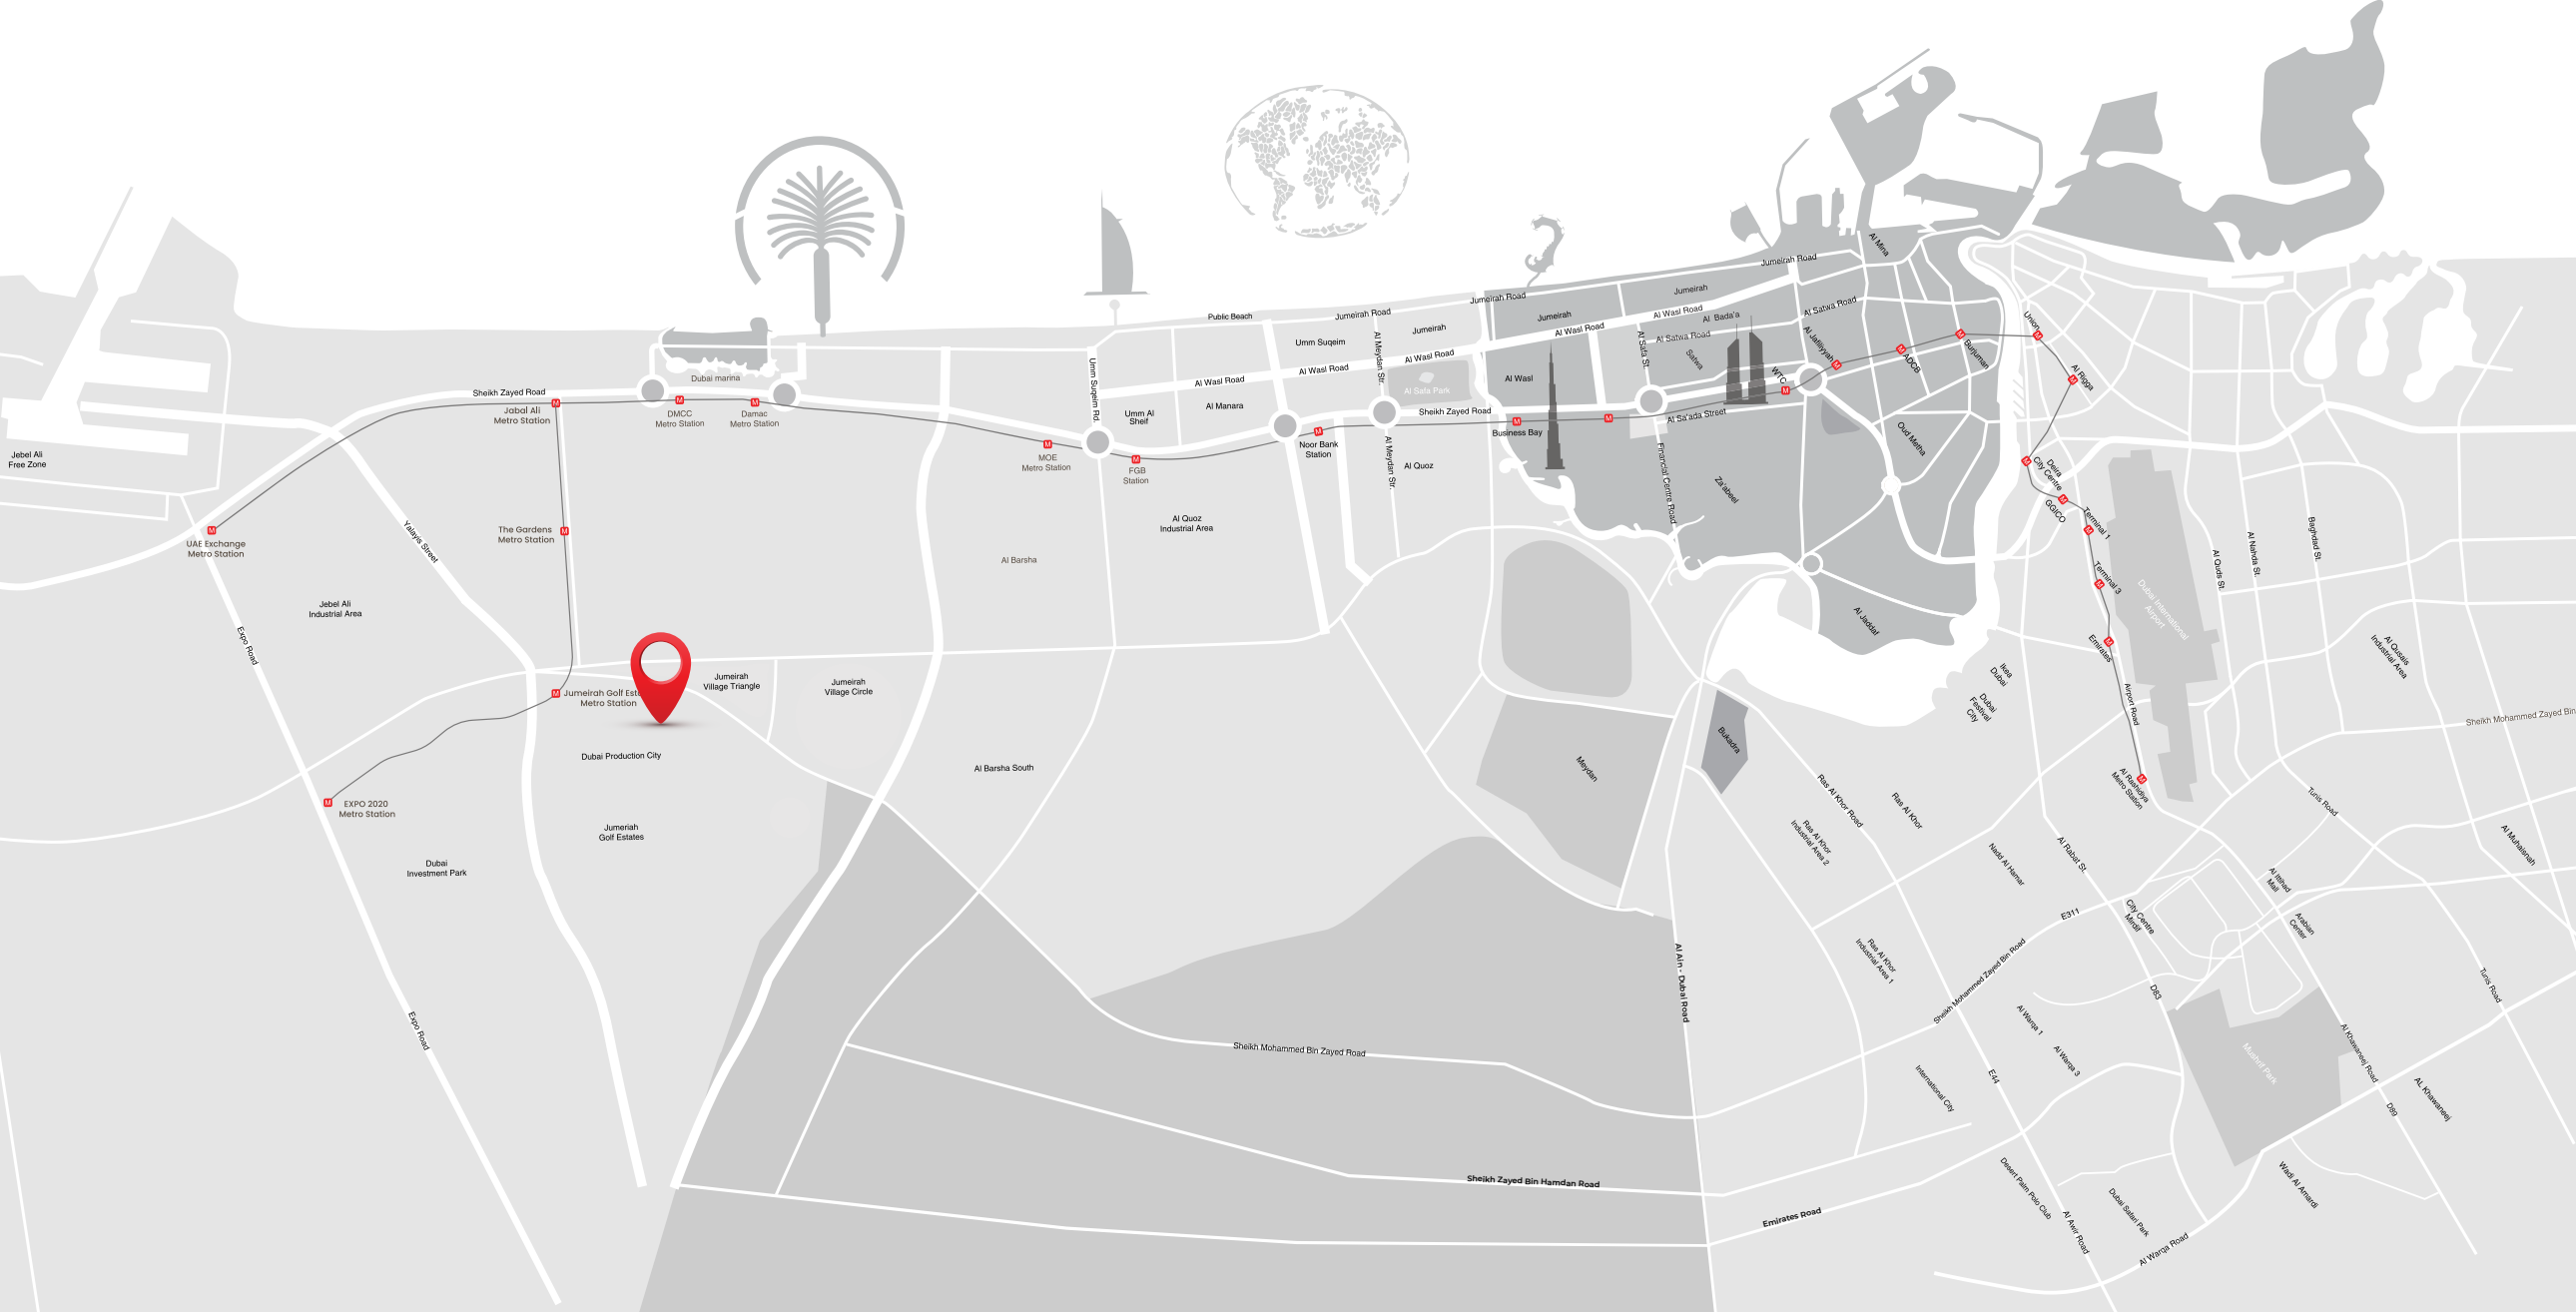 Al Mina
Jumeirah Road
Jumeirah
Jumeirah Road
Public Beach
Jumeirah Road
Jumeirah
Jumeirah
Al Wasl Road
Al Bada'a
Al Satwa Road
Union
Umm Suqeim
Al Meydan Str.
Al Wasl Road
Al Wasl Road
Al Safa St.
Al Satwa Road
Satwa
Al Jafiliyyah
ADCB
Burjuman
Al Rigga
Dubai marina
Umm Suqeim Rd.
Al Wasl Road
Al Wasl Road
Al Safa Park
Al Wasl
WTC
Sheikh Zayed Road
Jabal Ali
Metro Station
DMCC
Metro Station
Damac
Metro Station
Umm Al
Sheif
Al Manara
Sheikh Zayed Road
Al Sa'ada Street
Business Bay
Oud Metha
Jebel Ali
Free Zone
MOE
Metro Station
FGB
Station
Noor Bank
Station
Al Meydan Str.
Al Quoz
Financial Centre Road
Za'abeel
Deira
City Centre
GGICO
Terminal 1
UAE Exchange
Metro Station
Yalayis Street
The Gardens
Metro Station
Al Barsha
Al Quoz
Industrial Area
Al Quds St.
Al Nahda St.
Baghdad St.
Terminal 3
Dubai International
Airport
Jebel Ali
Industrial Area
Expo Road
Al Jaddaf
Emirates
Al Qusais
Industrial Area
Jumeirah Golf Est
Metro Station
Jumeirah
Village Triangle
Jumeirah
Village Circle
Ikea
Dubai
Dubai
Festival
City
Airport Road
Sheikh Mohammed Zayed Bin
Dubai Production City
Al Barsha South
Meydan
Bukadra
Al Rashidiya
Metro Station
EXPO 2020
Metro Station
Jumeriah
Golf Estates
Ras Al Khor Road
Ras Al Khor
Ras Al Khor
Industrial Area 2
Tunis Road
Al Muhaisnah
Dubai
Investment Park
Nadd Al Hamar
Al Rabat St.
Al Ittihad
Mall
E311
City Centre
Mirdif
Arabian
Center
Al Ain - Dubai Road
Ras Al Khor
Industrial Area 1
Sheikh Mohammed Zayed Bin Road
D83
Tunis Road
Expo Road
Sheikh Mohammed Bin Zayed Road
Al Warqa 1
Al Warqa 3
Mushrif Park
Al Khawaneej Road
E44
International City
D89
AL Khawaneej
Sheikh Zayed Bin Hamdan Road
Emirates Road
Desert Palm Polo Club
Al Awir Road
Dubai Safari Park
Al Warqa Road
Wadi Al Amardi